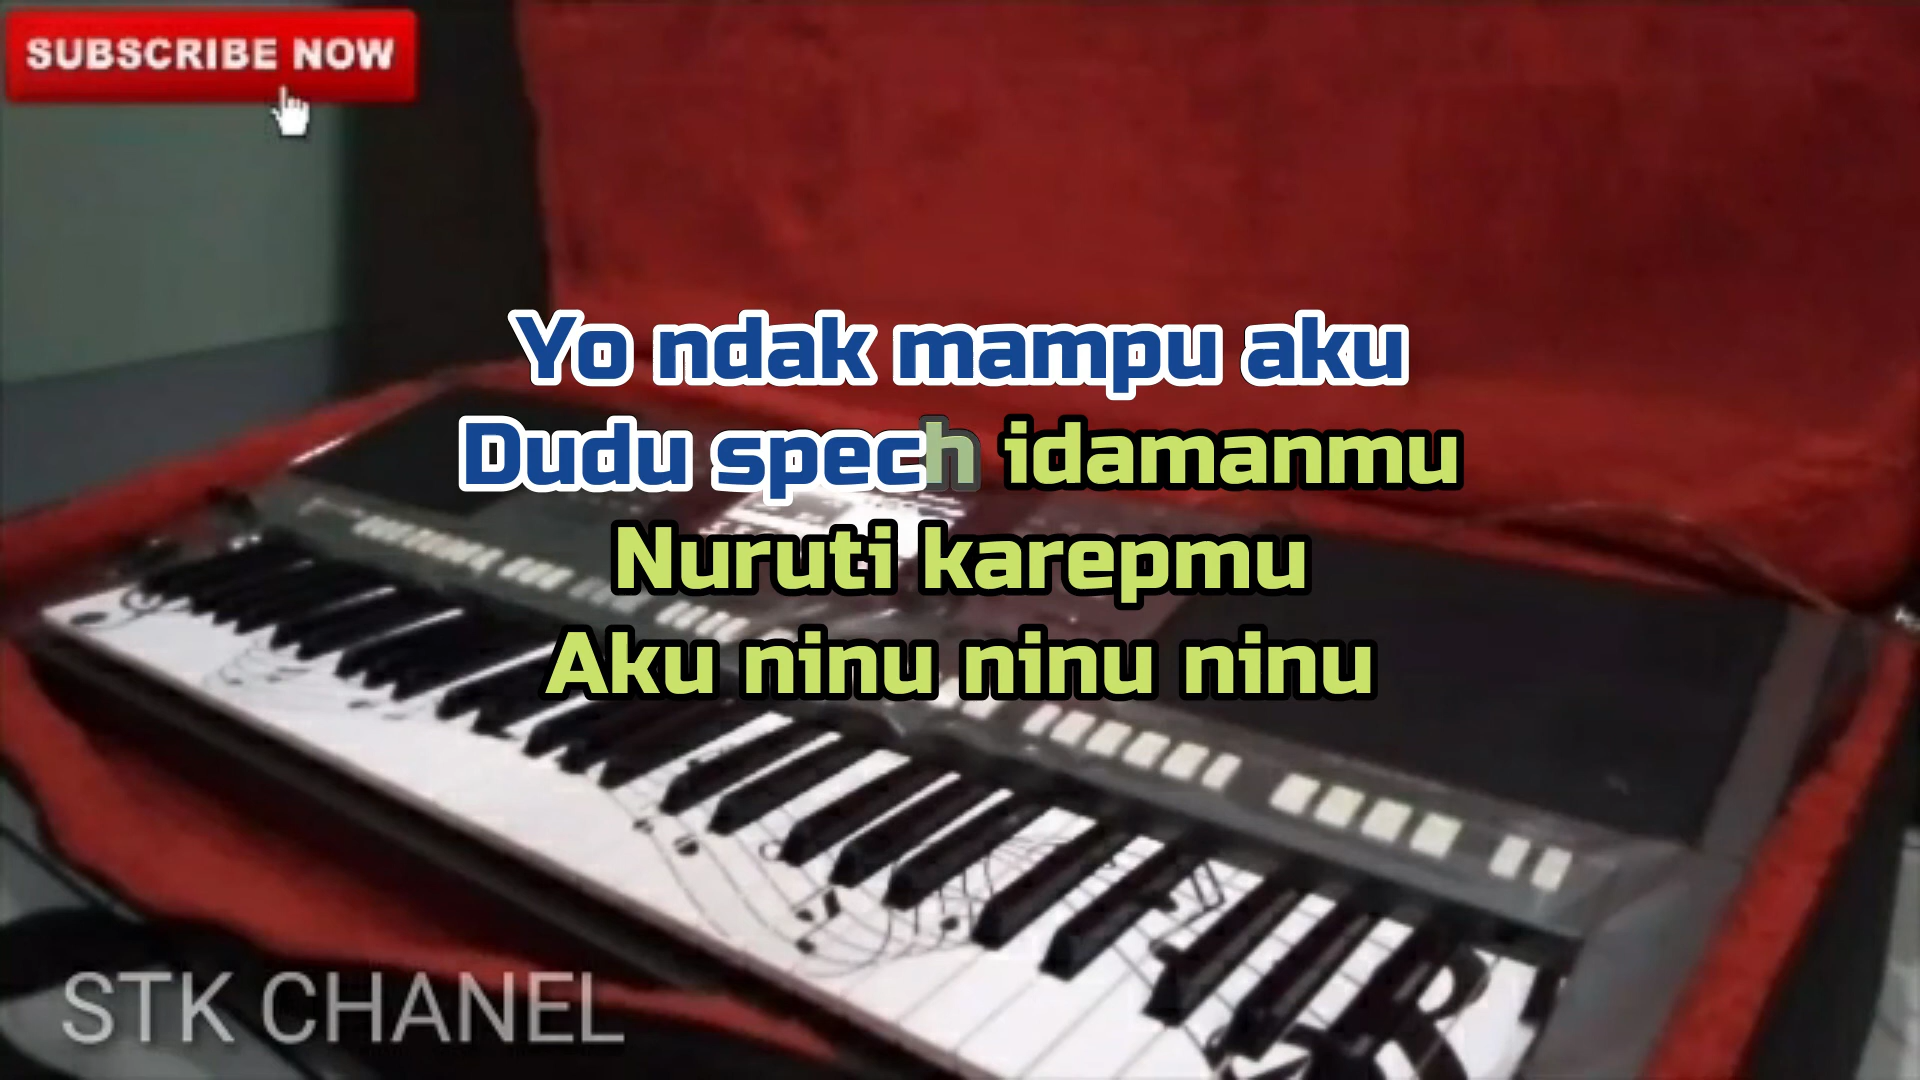 SUBSCRIBE NOW
Yo ndak mampu aku
Dudu spech idamanmu
Nuruti karepmu
Aku ninu ninu ninu
STK CHANEL